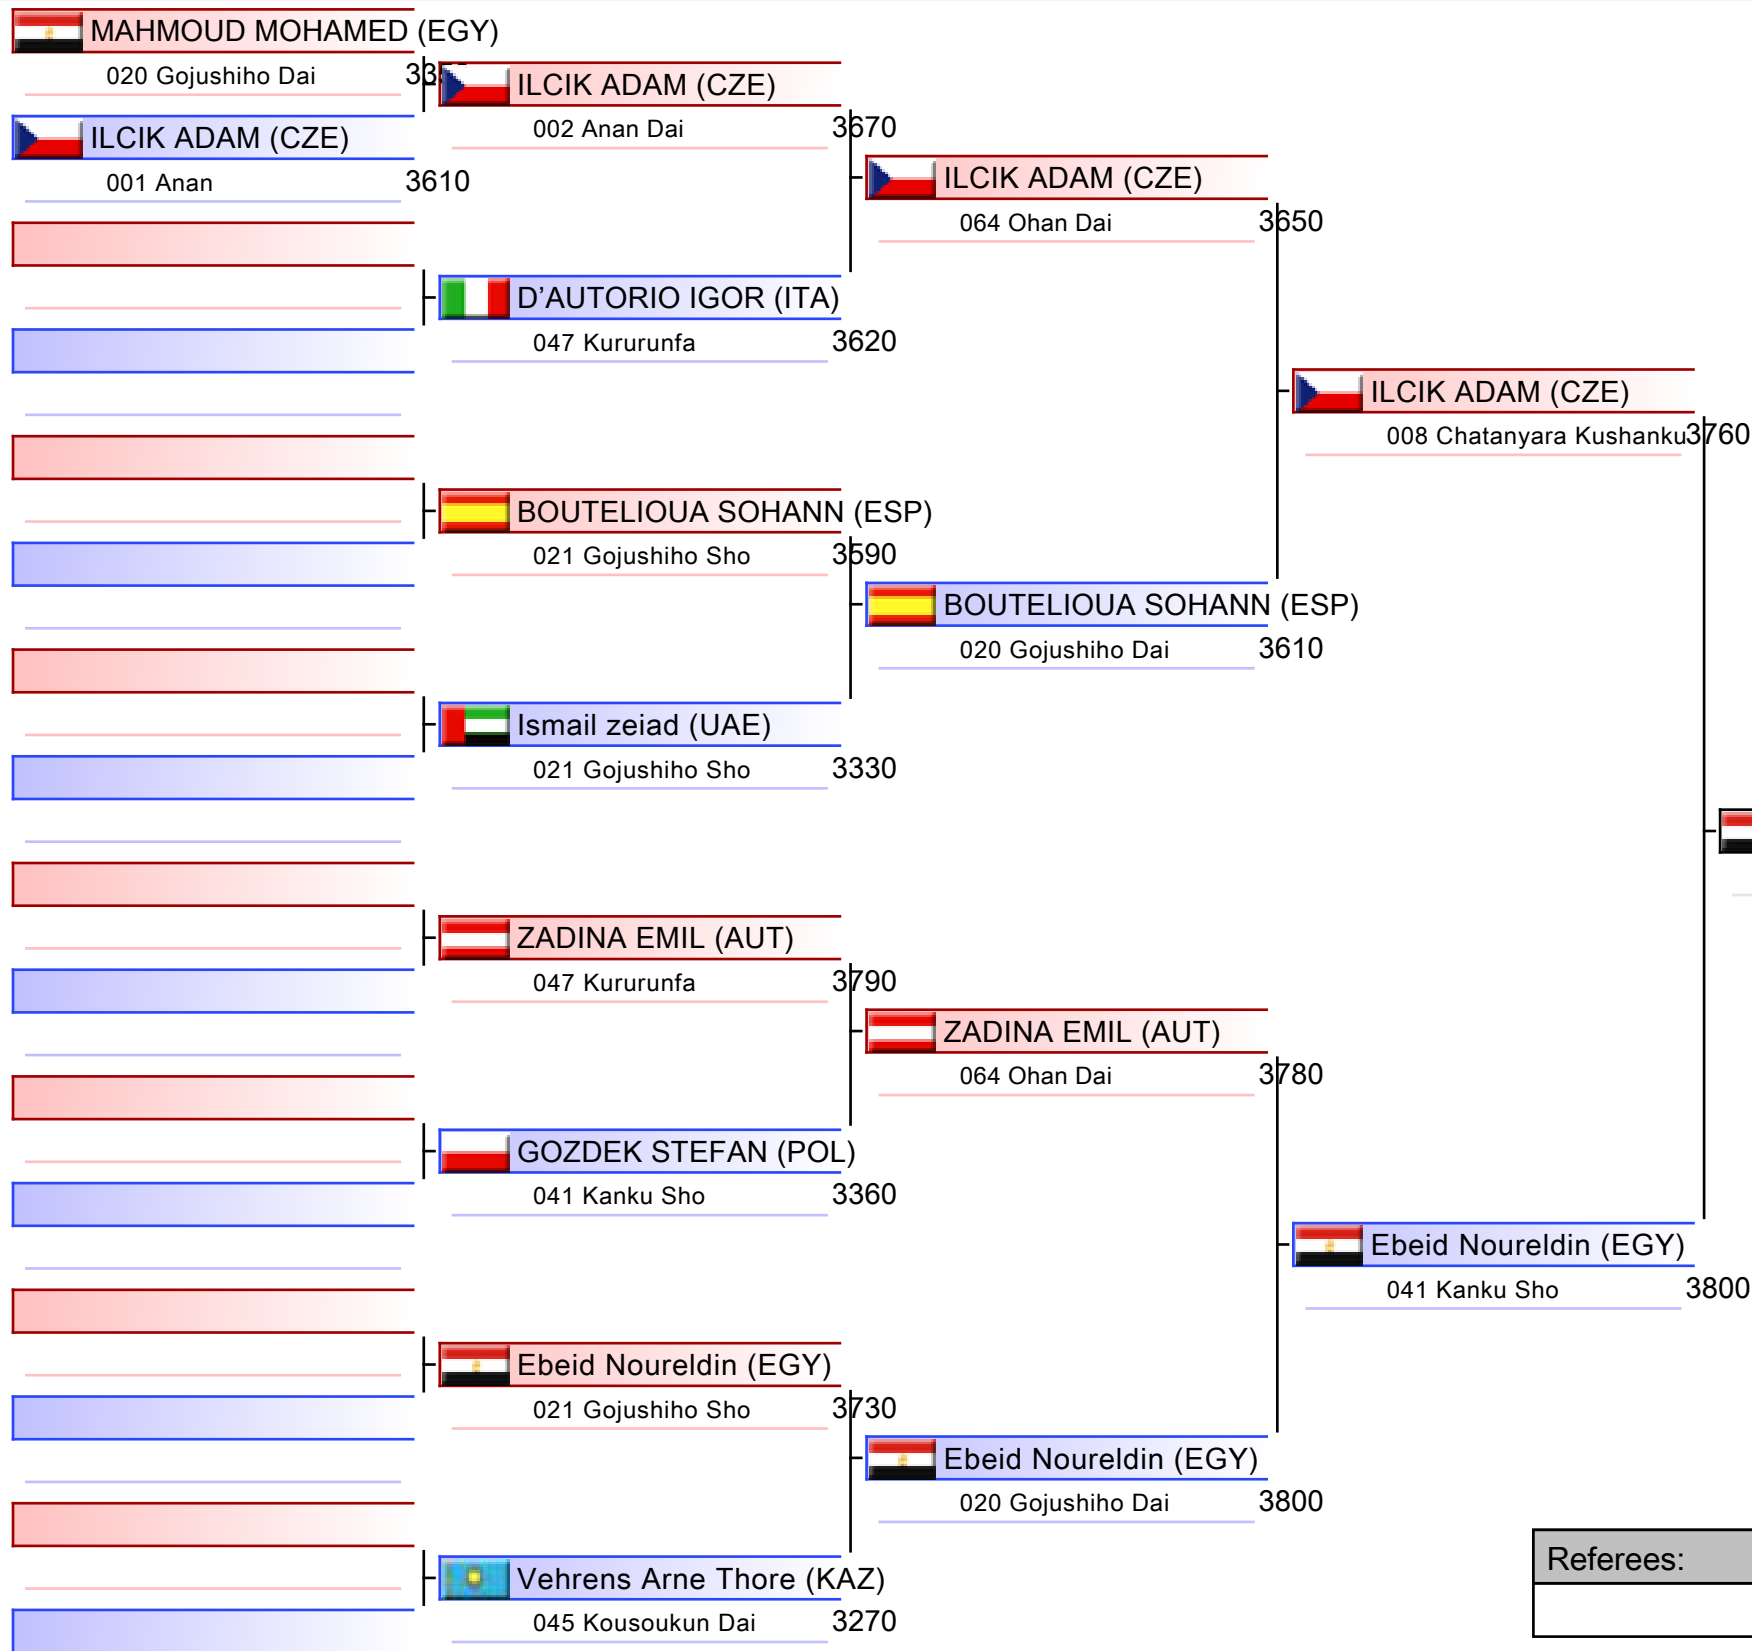 MAHMOUD MOHAMED (EGY)
020 Gojushiho Dai
ILCIK ADAM (CZE)
001 Anan 3610
ILCIK ADAM (CZE)
002 Anan Dai 3670
D’AUTORIO IGOR (ITA)
047 Kururunfa 3620
BOUTELIOUA SOHANN (ESP)
021 Gojushiho Sho 3590
Ismail zeiad (UAE)
021 Gojushiho Sho 3330
ZADINA EMIL (AUT)
047 Kururunfa 3790
GOZDEK STEFAN (POL)
041 Kanku Sho 3360
Ebeid Noureldin (EGY)
021 Gojushiho Sho 3730
Vehrens Arne Thore (KAZ)
045 Kousoukun Dai 3270
ILCIK ADAM (CZE)
064 Ohan Dai 3650
BOUTELIOUA SOHANN (ESP)
020 Gojushiho Dai 3610
ZADINA EMIL (AUT)
064 Ohan Dai 3780
Ebeid Noureldin (EGY)
020 Gojushiho Dai 3800
ILCIK ADAM (CZE)
008 Chatanyara Kushanku 3760
Ebeid Noureldin (EGY)
041 Kanku Sho 3800
Referees: